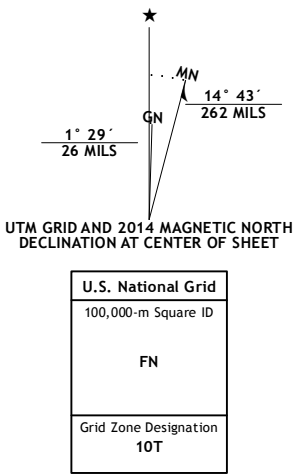 MN
GN
14° 43´
262 MILS
1° 29´
26 MILS
UTM GRID AND 2014 MAGNETIC NORTH
DECLINATION AT CENTER OF SHEET
U.S. National Grid
100,000-m Square ID
FN
Grid Zone Designation
10T